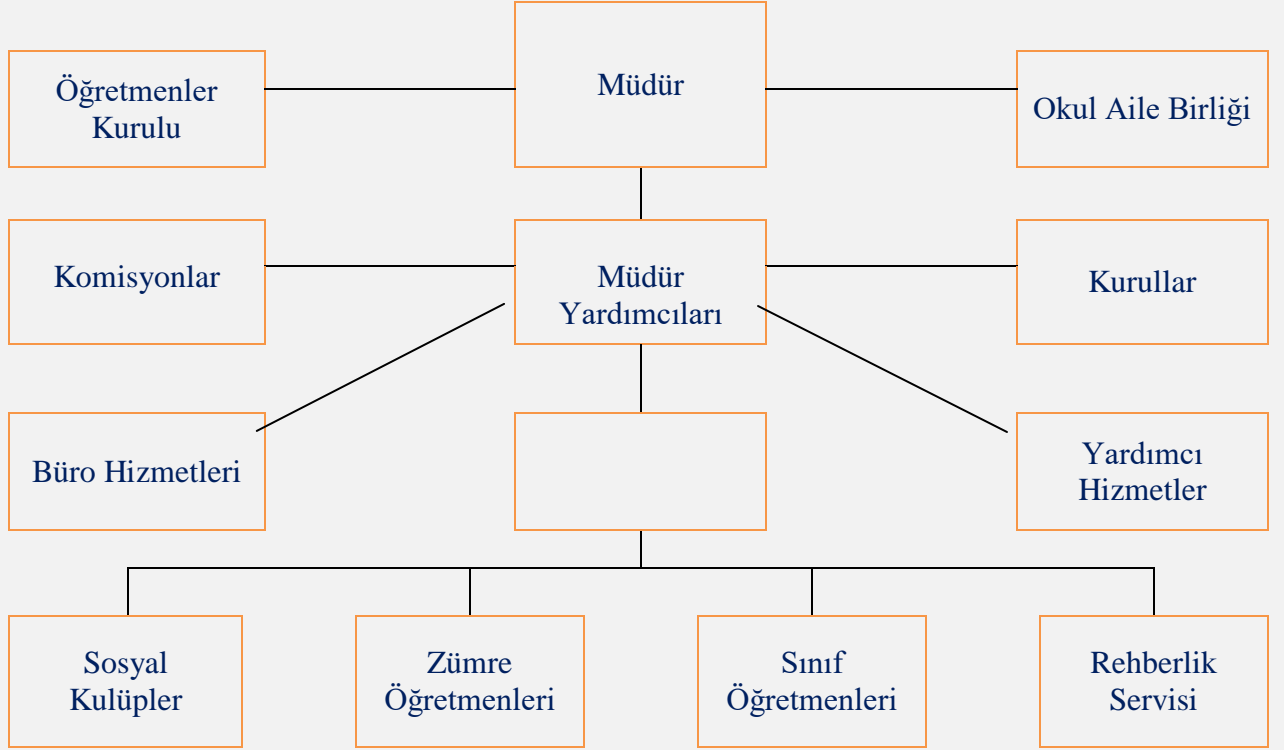 Öğretmenler
Kurulu
Müdür
Okul Aile Birliği
Komisyonlar
Müdür
Yardımcıları
Kurullar
Büro Hizmetleri
Yardımcı
Hizmetler
Sosyal
Kulüpler
Zümre
Öğretmenleri
Sınıf
Öğretmenleri
Rehberlik
Servisi